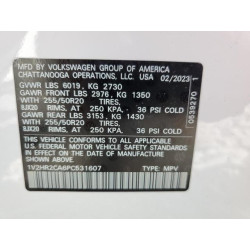 MFD. BY VOLKSWAGEN GROUP OF AMERICA
CHATTANOOGA OPERATIONS, LLC. USA 02/2023
GVWR LBS 6019, KG 2730
GAWR FRONT LBS 2976, KG 1350
WITH 255/50R20 TIRES,
8JX20 RIMS, AT 250 KPA, 36 PSI COLD
GAWR REAR LBS 3153, KG 1430
WITH 255/50R20 TIRES,
8JX20 RIMS, AT 250 KPA, 36 PSI COLD
THIS VEHICLE CONFORMS TO ALL APPLICABLE
U.S. FEDERAL MOTOR VEHICLE SAFETY STANDARDS
IN EFFECT ON THE DATE OF MANUFACTURE
SHOWN ABOVE.
1V2HR2CA6PC531607 TYPE: MPV
0539270 1